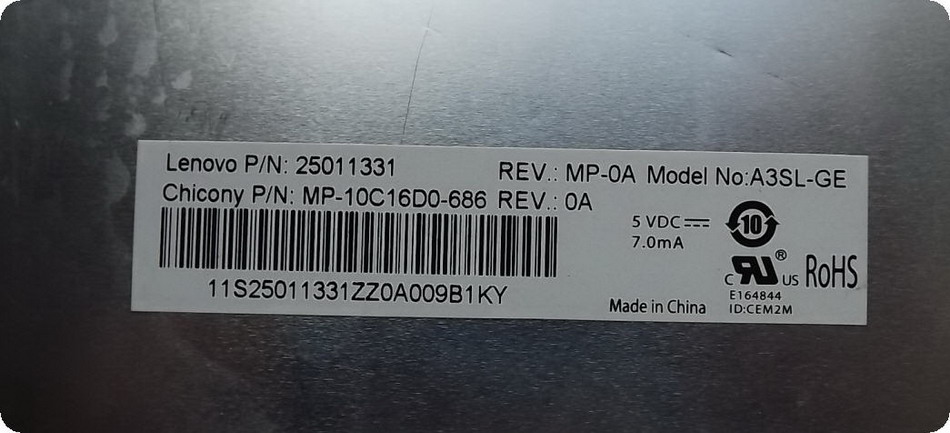 Lenovo P/N: 25011331 REV.: MP-0A Model No:A3SL-GE
Chicony P/N: MP-10C16D0-686 REV.: 0A
5 VDC
7.0mA
10
c RU ® US RoHS
E164844
ID:CEM2M
11S25011331ZZ0A009B1KY
Made in China